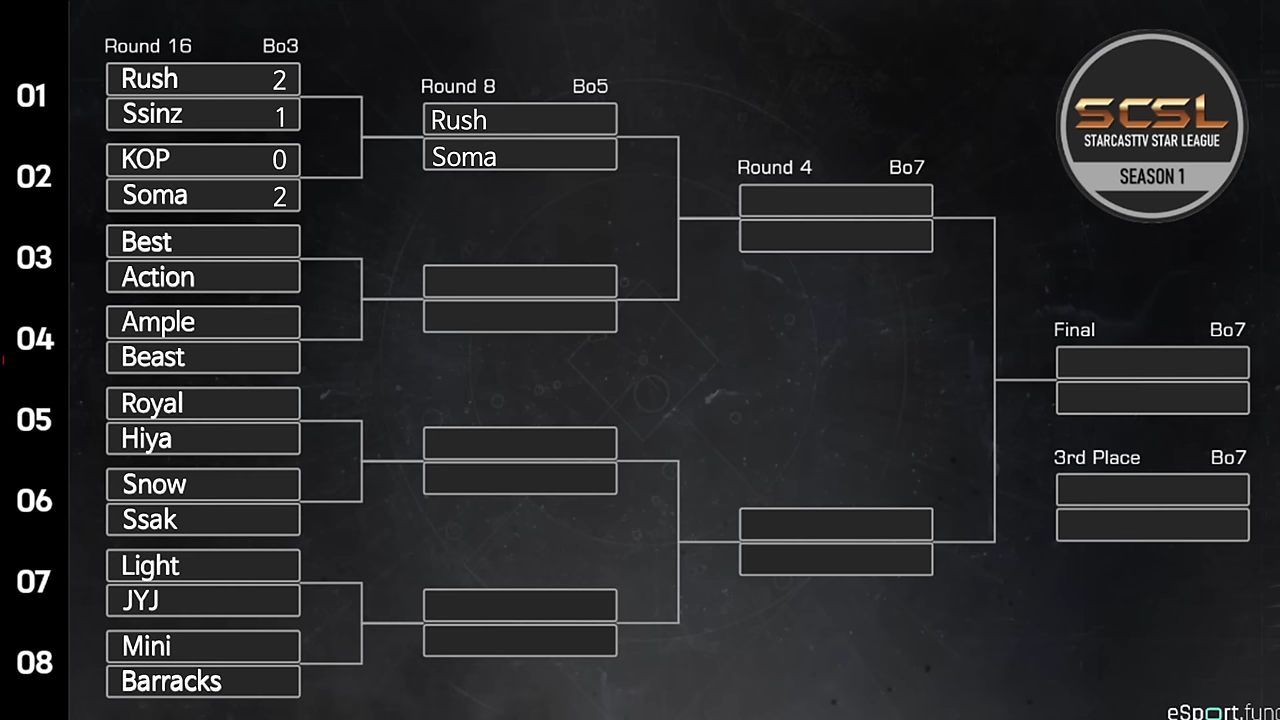 Round 16 Bo3
01
Rush 2
Ssinz 1
02
KOP 0
Soma 2
03
Best
Action
04
Ample
Beast
05
Royal
Hiya
06
Snow
Ssak
07
Light
JYJ
08
Mini
Barracks
Round 8 Bo5
Rush
Soma
Round 4 Bo7
Final Bo7
3rd Place Bo7
SCSL
STARCASTTV STAR LEAGUE
SEASON 1
eSport.fund